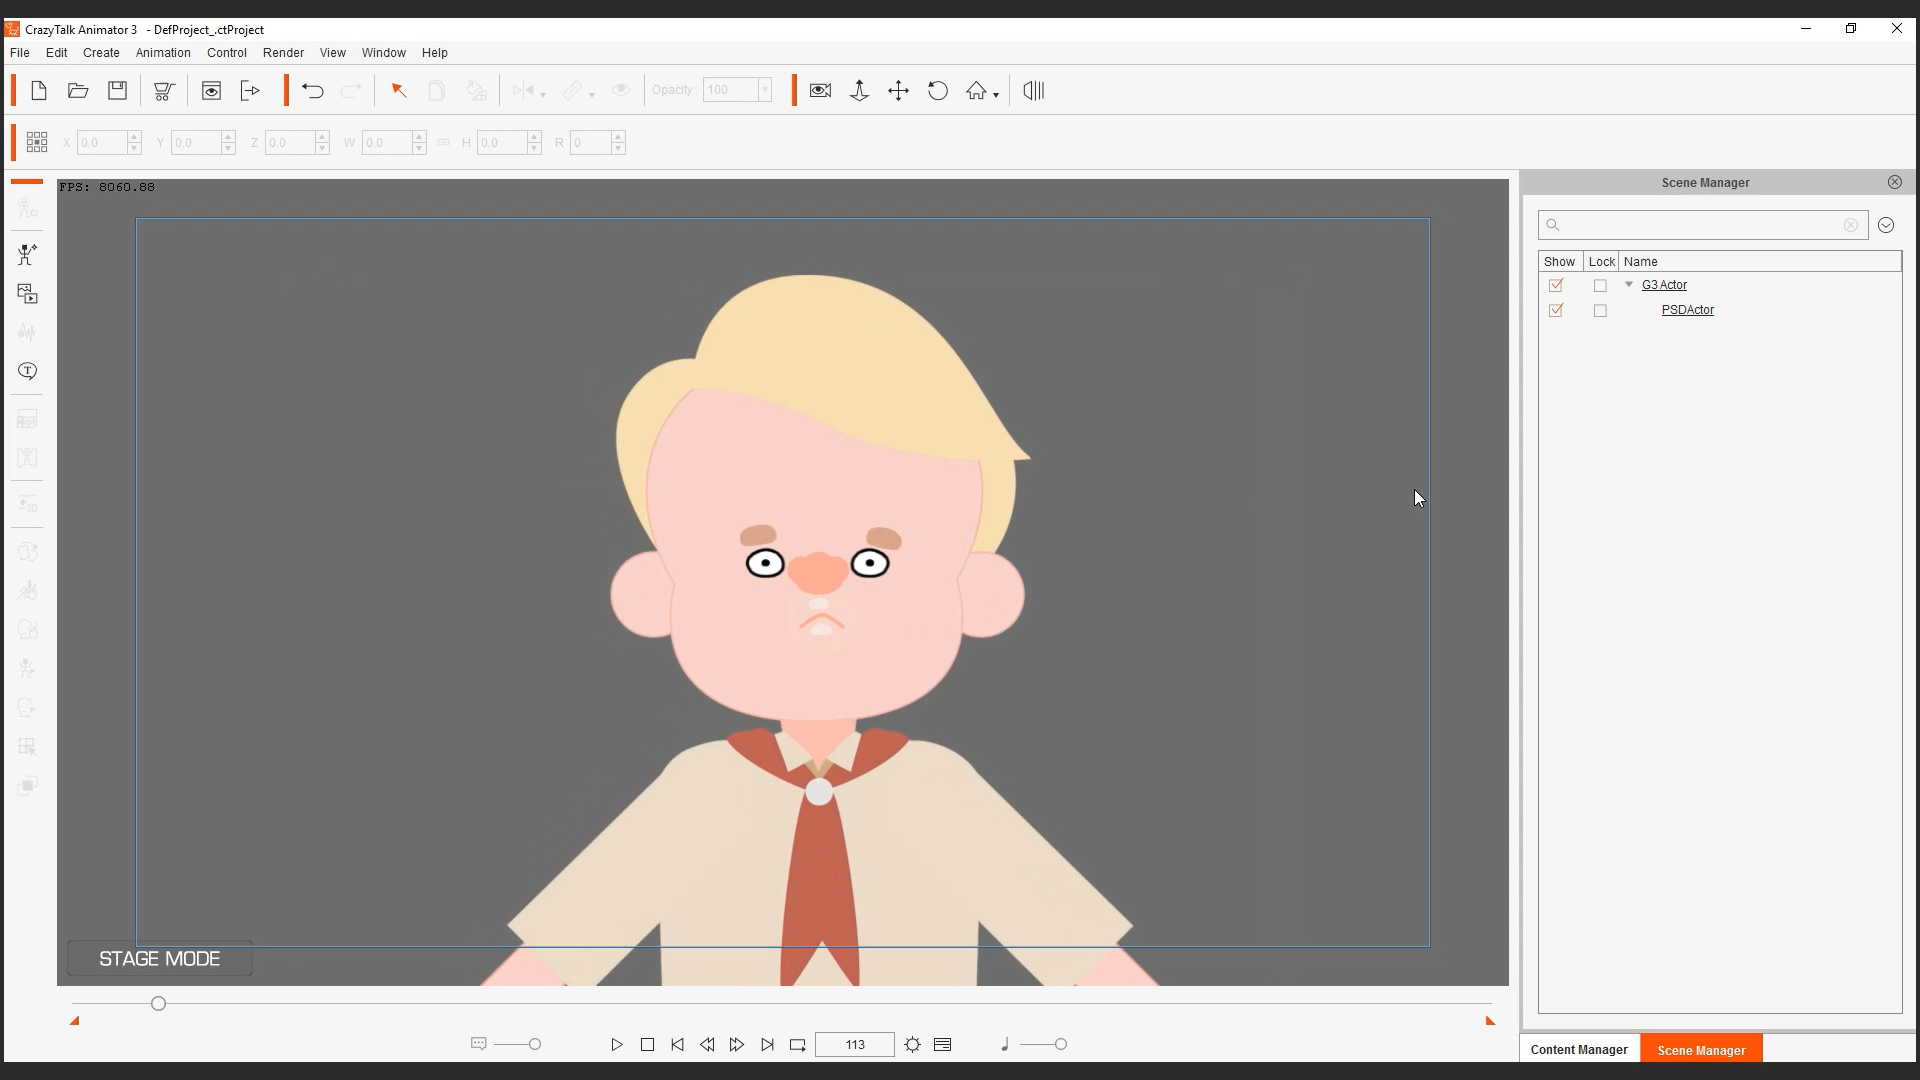 CrazyTalk Animator 3 - DefProject_.ctProject
File Edit Create Animation Control Render View Window Help
Opacity: 100
X 0.0 Y 0.0 Z 0.0 W 0.0 H 0.0 R 0
FPS: 8060.88
Scene Manager
Show Lock Name
G3 Actor
PSDActor
STAGE MODE
113
Content Manager Scene Manager